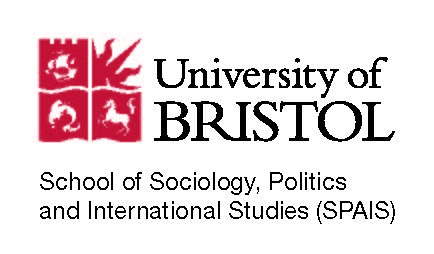 University of
BRISTOL
School of Sociology, Politics
and International Studies (SPAIS)